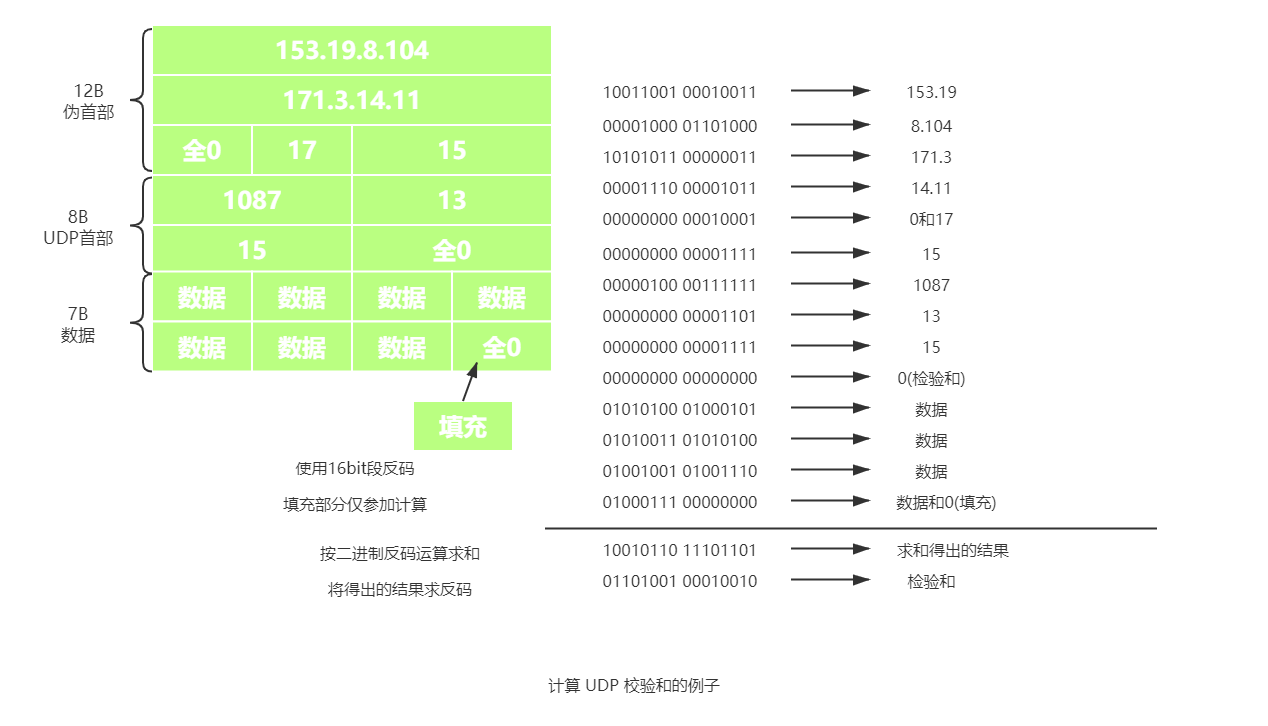 153.19.8.104
12B
伪首部
171.3.14.11
全0 17 15
8B
UDP首部
1087 13
15 全0
7B
数据
数据 数据 数据 数据
数据 数据 数据 全0
填充
使用16bit段反码
填充部分仅参加计算
按二进制反码运算求和
将得出的结果求反码
10011001 00010011 153.19
00001000 01101000 8.104
10101011 00000011 171.3
00001110 00001011 14.11
00000000 00010001 0和17
00000000 00001111 15
00000100 00111111 1087
00000000 00001101 13
00000000 00001111 15
00000000 00000000 0(检验和)
01010100 01000101 数据
01010011 01010100 数据
01001001 01001110 数据
01000111 00000000 数据和0(填充)
10010110 11101101 求和得出的结果
01101001 00010010 检验和
计算 UDP 校验和的例子